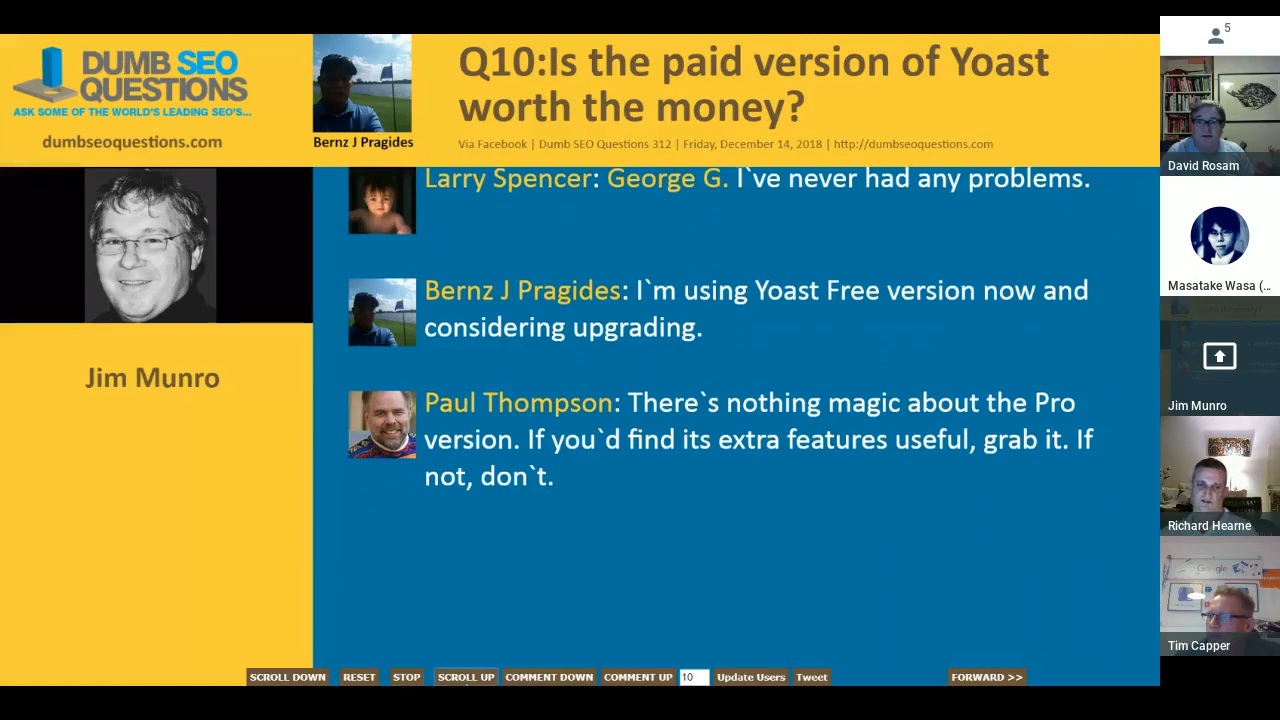 DUMB SEO
QUESTIONS
ASK SOME OF THE WORLD'S LEADING SEO'S...
dumbseoquestions.com
Bernz J Pragides
Q10:Is the paid version of Yoast
worth the money?
Via Facebook | Dumb SEO Questions 312 | Friday, December 14, 2018 | http://dumbseoquestions.com
Jim Munro
Larry Spencer: George G. I`ve never had any problems.
Bernz J Pragides: I`m using Yoast Free version now and
considering upgrading.
Paul Thompson: There`s nothing magic about the Pro
version. If you`d find its extra features useful, grab it. If
not, don`t.
SCROLL DOWN
RESET
STOP
SCROLL UP
COMMENT DOWN
COMMENT UP
10
Update Users
Tweet
FORWARD >>
5
David Rosam
Masatake Wasa (...
Jim Munro
Richard Hearne
Google
Tim Capper